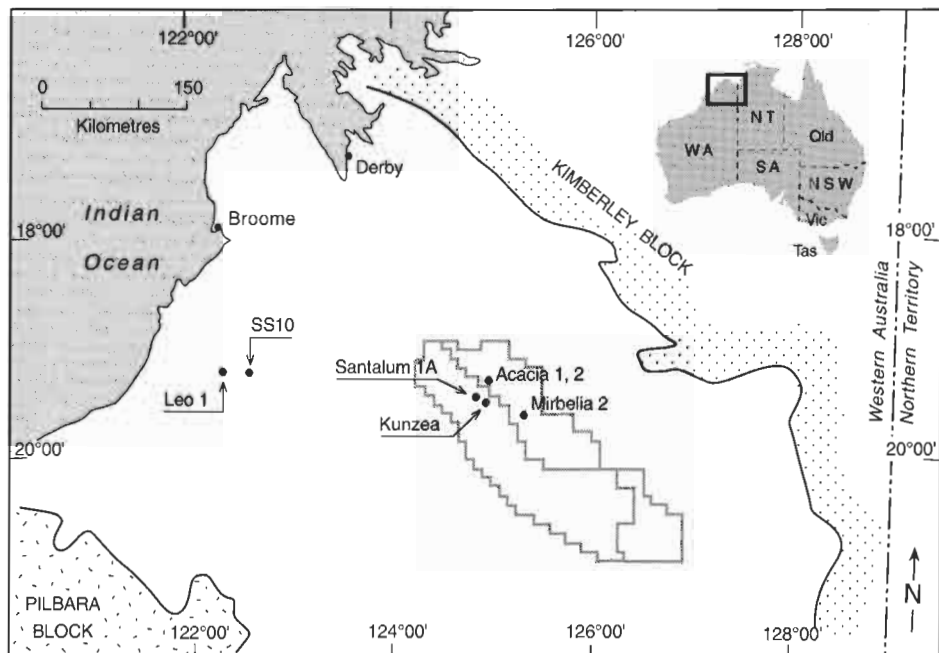 122°00'
126°00'
128°00'
0
150
Kilometres
Derby
Indian
Ocean
Broome
KIMBERLEY BLOCK
WA
NT
SA
Qld
NSW
Vic
Tas
18°00'
18°00'
SS10
Leo 1
Santalum 1A
Acacia 1, 2
Kunzea
Mirbelia 2
Western Australia
Northern Territory
20°00'
20°00'
PILBARA
BLOCK
122°00'
124°00'
126°00'
128°00'
N